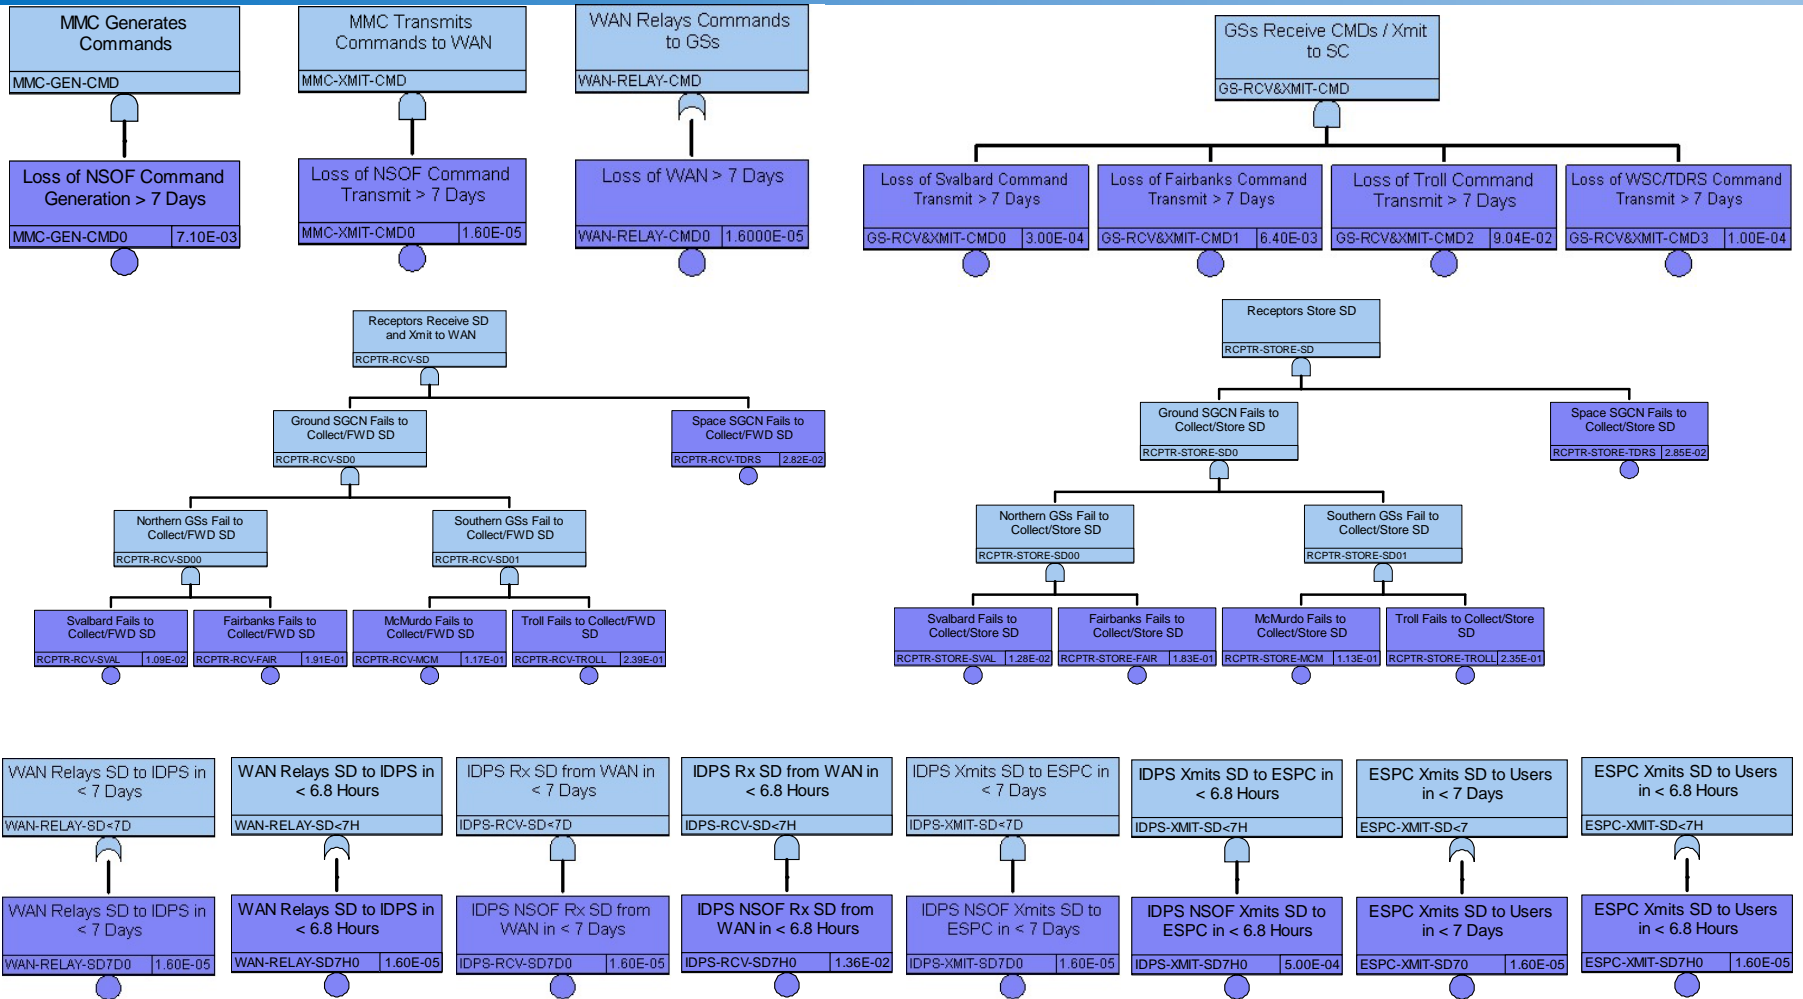 MMC Generates
Commands
MMC-GEN-CMD
Loss of NSOF Command
Generation > 7 Days
MMC-GEN-CMD0 7.10E-03
MMC Transmits
Commands to WAN
MMC-XMIT-CMD
Loss of NSOF Command
Transmit > 7 Days
MMC-XMIT-CMD0 1.60E-05
WAN Relays Commands
to GSs
WAN-RELAY-CMD
Loss of WAN > 7 Days
WAN-RELAY-CMD0 1.6000E-05
GSs Receive CMDs / Xmit
to SC
GS-RCV&XMIT-CMD
Loss of Svalbard Command
Transmit > 7 Days
GS-RCV&XMIT-CMD0 3.00E-04
Loss of Fairbanks Command
Transmit > 7 Days
GS-RCV&XMIT-CMD1 6.40E-03
Loss of Troll Command
Transmit > 7 Days
GS-RCV&XMIT-CMD2 9.04E-02
Loss of WSC/TDRS Command
Transmit > 7 Days
GS-RCV&XMIT-CMD3 1.00E-04
Receptors Receive SD
and Xmit to WAN
RCPTR-RCV-SD
Ground SGCN Fails to
Collect/FWD SD
RCPTR-RCV-SD0
Space SGCN Fails to
Collect/FWD SD
RCPTR-RCV-TDRS 2.82E-02
Northern GSs Fail to
Collect/FWD SD
RCPTR-RCV-SD00
Southern GSs Fail to
Collect/FWD SD
RCPTR-RCV-SD01
Svalbard Fails to
Collect/FWD SD
RCPTR-RCV-SVAL 1.09E-02
Fairbanks Fails to
Collect/FWD SD
RCPTR-RCV-FAIR 1.91E-01
McMurdo Fails to
Collect/FWD SD
RCPTR-RCV-MCM 1.17E-01
Troll Fails to Collect/FWD
SD
RCPTR-RCV-TROLL 2.39E-01
Receptors Store SD
RCPTR-STORE-SD
Ground SGCN Fails to
Collect/Store SD
RCPTR-STORE-SD0
Space SGCN Fails to
Collect/Store SD
RCPTR-STORE-TDRS 2.85E-02
Northern GSs Fail to
Collect/Store SD
RCPTR-STORE-SD00
Southern GSs Fail to
Collect/Store SD
RCPTR-STORE-SD01
Svalbard Fails to
Collect/Store SD
RCPTR-STORE-SVAL 1.28E-02
Fairbanks Fails to
Collect/Store SD
RCPTR-STORE-FAIR 1.83E-01
McMurdo Fails to
Collect/Store SD
RCPTR-STORE-MCM 1.13E-01
Troll Fails to Collect/Store
SD
RCPTR-STORE-TROLL 2.35E-01
WAN Relays SD to IDPS in
< 7 Days
WAN-RELAY-SD<7D
WAN Relays SD to IDPS in
< 7 Days
WAN-RELAY-SD7D0 1.60E-05
WAN Relays SD to IDPS in
< 6.8 Hours
WAN-RELAY-SD<7H
WAN Relays SD to IDPS in
< 6.8 Hours
WAN-RELAY-SD7H0 1.60E-05
IDPS Rx SD from WAN in
< 7 Days
IDPS-RCV-SD<7D
IDPS NSOF Rx SD from
WAN in < 7 Days
IDPS-RCV-SD7D0 1.60E-05
IDPS Rx SD from WAN in
< 6.8 Hours
IDPS-RCV-SD<7H
IDPS NSOF Rx SD from
WAN in < 6.8 Hours
IDPS-RCV-SD7H0 1.36E-02
IDPS Xmits SD to ESPC in
< 7 Days
IDPS-XMIT-SD<7D
IDPS NSOF Xmits SD to
ESPC in < 7 Days
IDPS-XMIT-SD7D0 1.60E-05
IDPS Xmits SD to ESPC in
< 6.8 Hours
IDPS-XMIT-SD<7H
IDPS NSOF Xmits SD to
ESPC in < 6.8 Hours
IDPS-XMIT-SD7H0 5.00E-04
ESPC Xmits SD to Users
in < 7 Days
ESPC-XMIT-SD<7
ESPC Xmits SD to Users
in < 7 Days
ESPC-XMIT-SD70 1.60E-05
ESPC Xmits SD to Users
in < 6.8 Hours
ESPC-XMIT-SD<7H
ESPC Xmits SD to Users
in < 6.8 Hours
ESPC-XMIT-SD7H0 1.60E-05